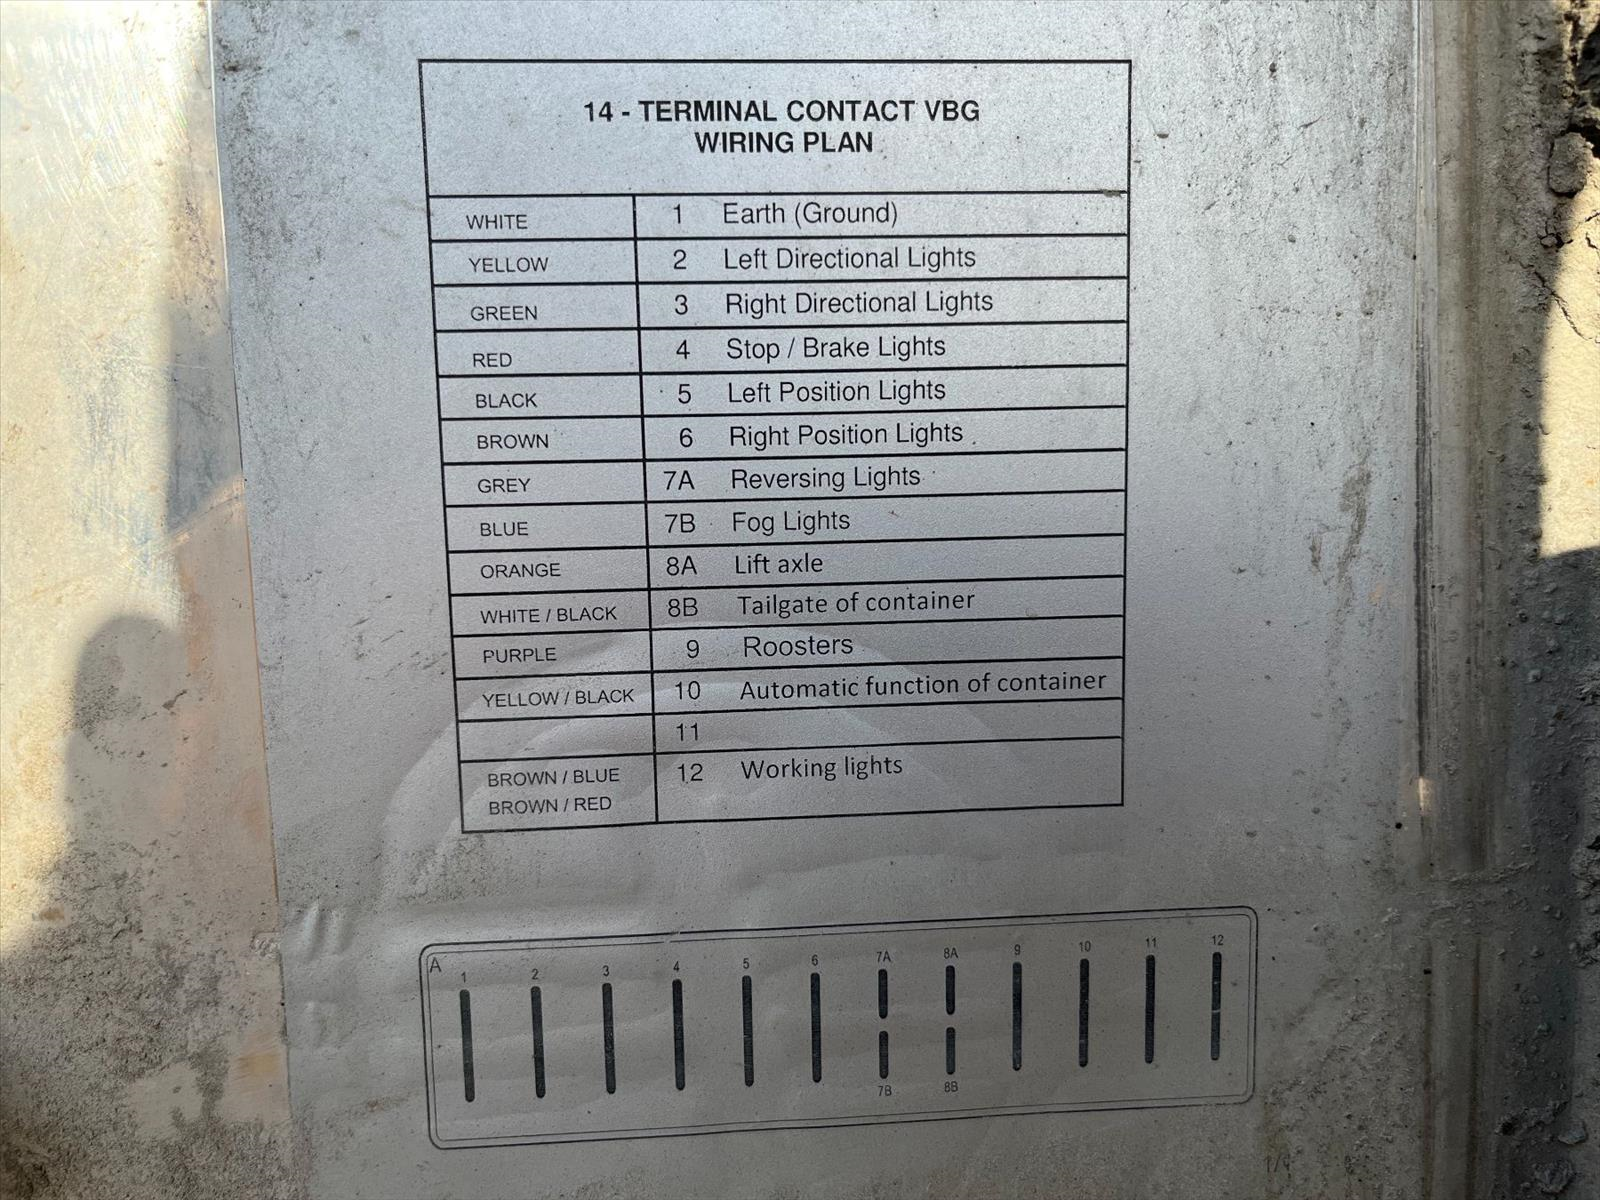 14 - TERMINAL CONTACT VBG
WIRING PLAN
WHITE 1 Earth (Ground)
YELLOW 2 Left Directional Lights
GREEN 3 Right Directional Lights
RED 4 Stop / Brake Lights
BLACK 5 Left Position Lights
BROWN 6 Right Position Lights
GREY 7A Reversing Lights
BLUE 7B Fog Lights
ORANGE 8A Lift axle
WHITE / BLACK 8B Tailgate of container
PURPLE 9 Roosters
YELLOW / BLACK 10 Automatic function of container
11
BROWN / BLUE 12 Working lights
BROWN / RED
A 1 2 3 4 5 6 7A 8A 9 10 11 12
7B 8B